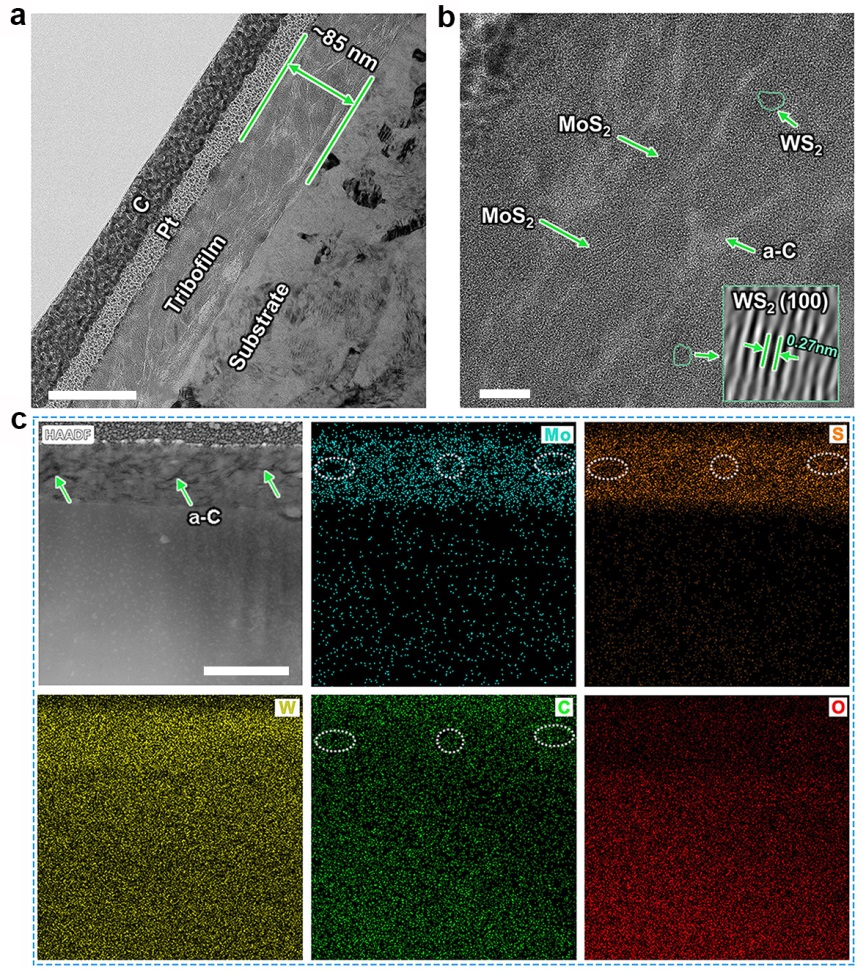 a
~85 nm
C
Pt
Tribofilm
Substrate
b
MoS₂
WS₂
MoS₂
a-C
WS₂ (100)
0.27nm
c
HAADF
a-C
Mo
S
W
C
O